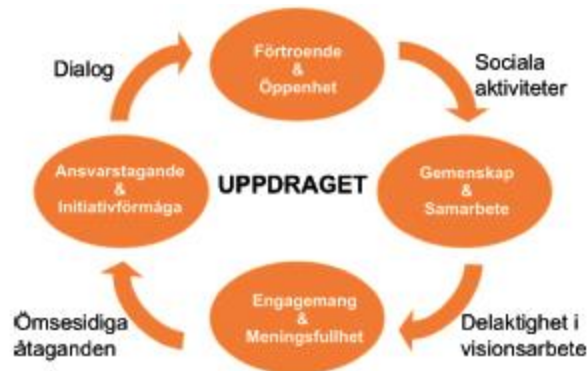 Förtroende
&
Öppenhet
Dialog
Sociala
aktiviteter
Ansvarstagande
&
Initiativförmåga
UPPDRAGET
Gemenskap
&
Samarbete
Engagemang
&
Meningsfullhet
Ömsesidiga
åtaganden
Delaktighet i
visionsarbete